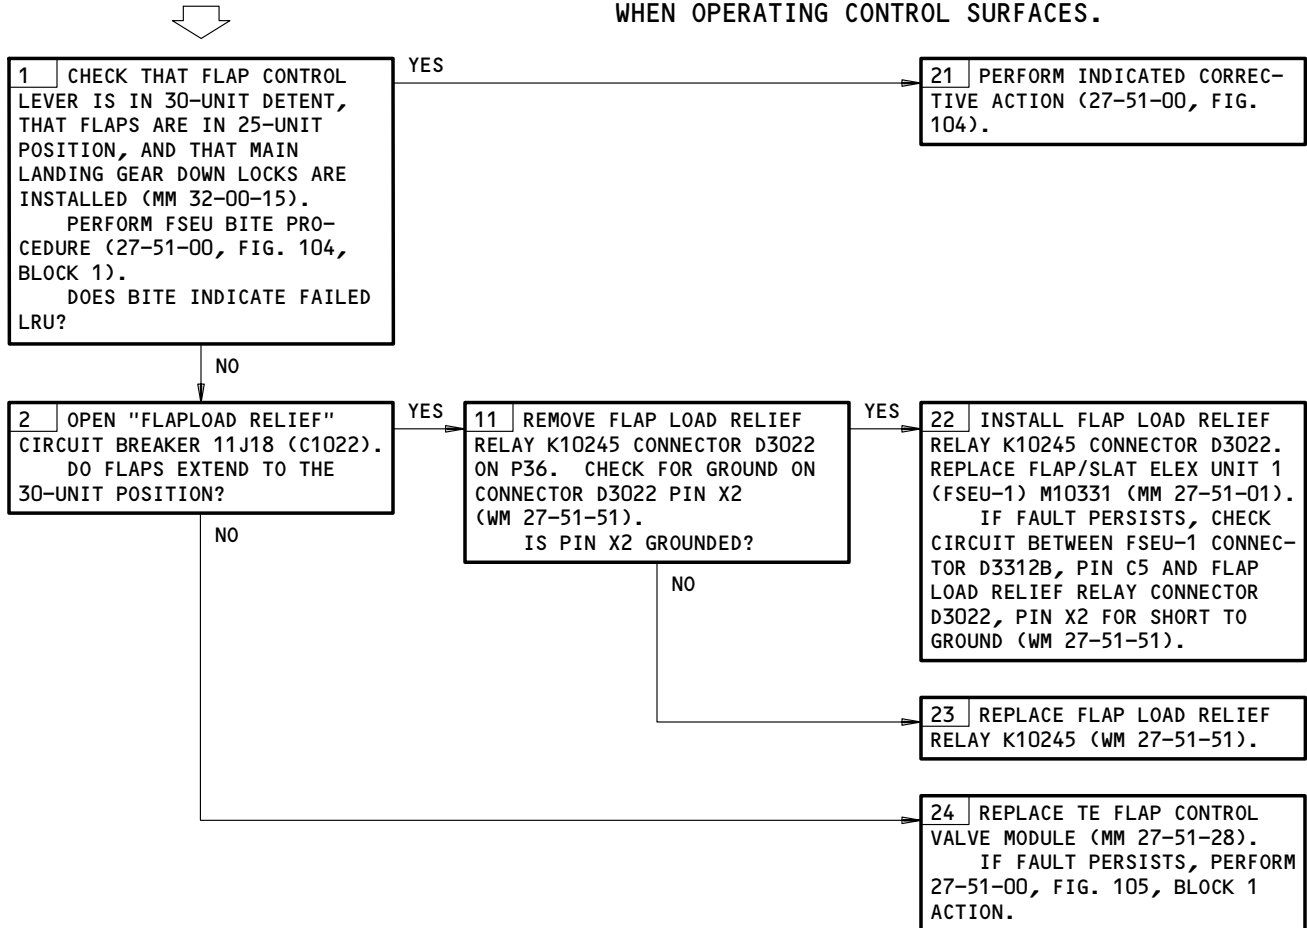 WHEN OPERATING CONTROL SURFACES.
1 CHECK THAT FLAP CONTROL
LEVER IS IN 30-UNIT DETENT,
THAT FLAPS ARE IN 25-UNIT
POSITION, AND THAT MAIN
LANDING GEAR DOWN LOCKS ARE
INSTALLED (MM 32-00-15).
PERFORM FSEU BITE PRO-
CEDURE (27-51-00, FIG. 104,
BLOCK 1).
DOES BITE INDICATE FAILED
LRU?
YES
21 PERFORM INDICATED CORREC-
TIVE ACTION (27-51-00, FIG.
104).
NO
2 OPEN "FLAPLOAD RELIEF"
CIRCUIT BREAKER 11J18 (C1022).
DO FLAPS EXTEND TO THE
30-UNIT POSITION?
YES
11 REMOVE FLAP LOAD RELIEF
RELAY K10245 CONNECTOR D3022
ON P36. CHECK FOR GROUND ON
CONNECTOR D3022 PIN X2
(WM 27-51-51).
IS PIN X2 GROUNDED?
YES
22 INSTALL FLAP LOAD RELIEF
RELAY K10245 CONNECTOR D3022.
REPLACE FLAP/SLAT ELEX UNIT 1
(FSEU-1) M10331 (MM 27-51-01).
IF FAULT PERSISTS, CHECK
CIRCUIT BETWEEN FSEU-1 CONNEC-
TOR D3312B, PIN C5 AND FLAP
LOAD RELIEF RELAY CONNECTOR
D3022, PIN X2 FOR SHORT TO
GROUND (WM 27-51-51).
NO
NO
23 REPLACE FLAP LOAD RELIEF
RELAY K10245 (WM 27-51-51).
24 REPLACE TE FLAP CONTROL
VALVE MODULE (MM 27-51-28).
IF FAULT PERSISTS, PERFORM
27-51-00, FIG. 105, BLOCK 1
ACTION.